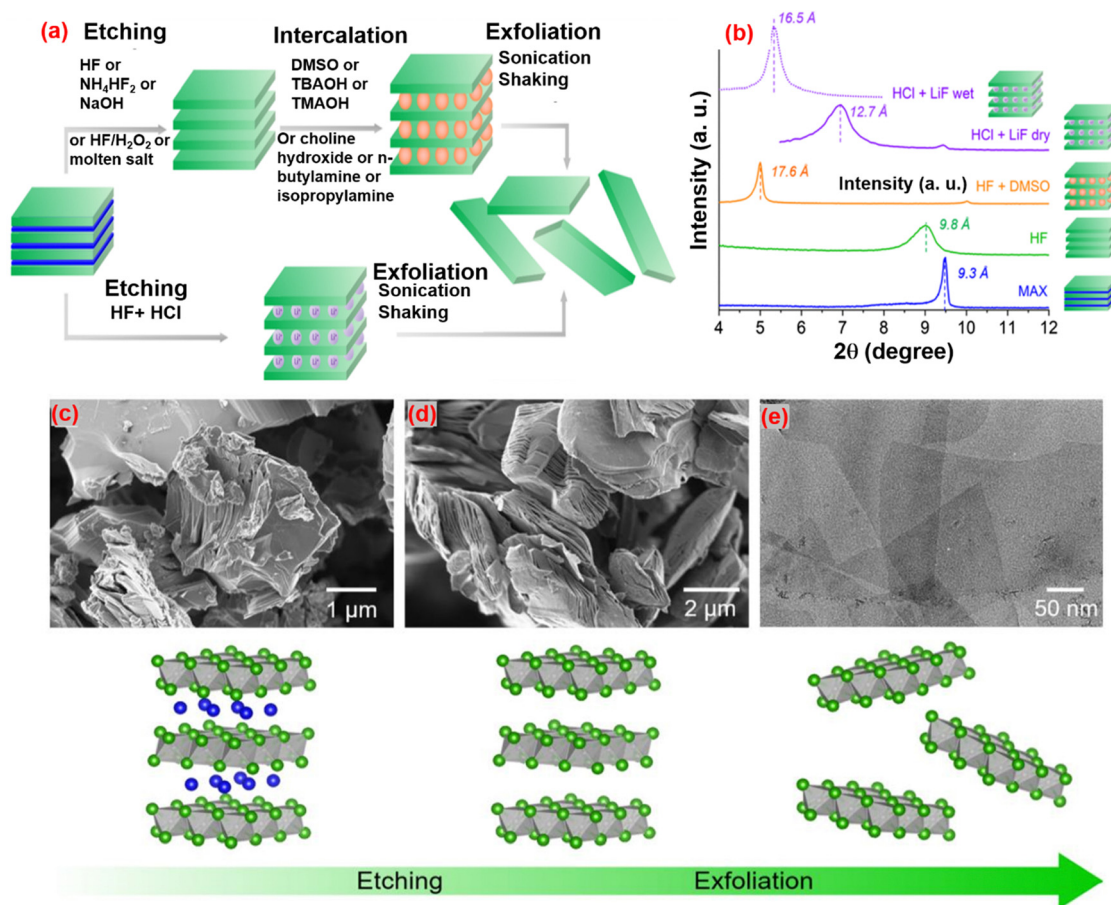 (a)
Etching
HF or
NH₄HF₂ or
NaOH
or HF/H₂O₂ or
molten salt
Intercalation
DMSO or
TBAOH or
TMAOH
Or choline
hydroxide or n-
butylamine or
isopropylamine
Exfoliation
Sonication
Shaking
Etching
HF+ HCl
Exfoliation
Sonication
Shaking
(b)
16.5 Å
HCl + LiF wet
12.7 Å
HCl + LiF dry
17.6 Å
Intensity (a. u.)
HF + DMSO
9.8 Å
HF
9.3 Å
MAX
Intensity (a. u.)
4 5 6 7 8 9 10 11 12
2θ (degree)
(c)
1 µm
(d)
2 µm
(e)
50 nm
Etching
Exfoliation